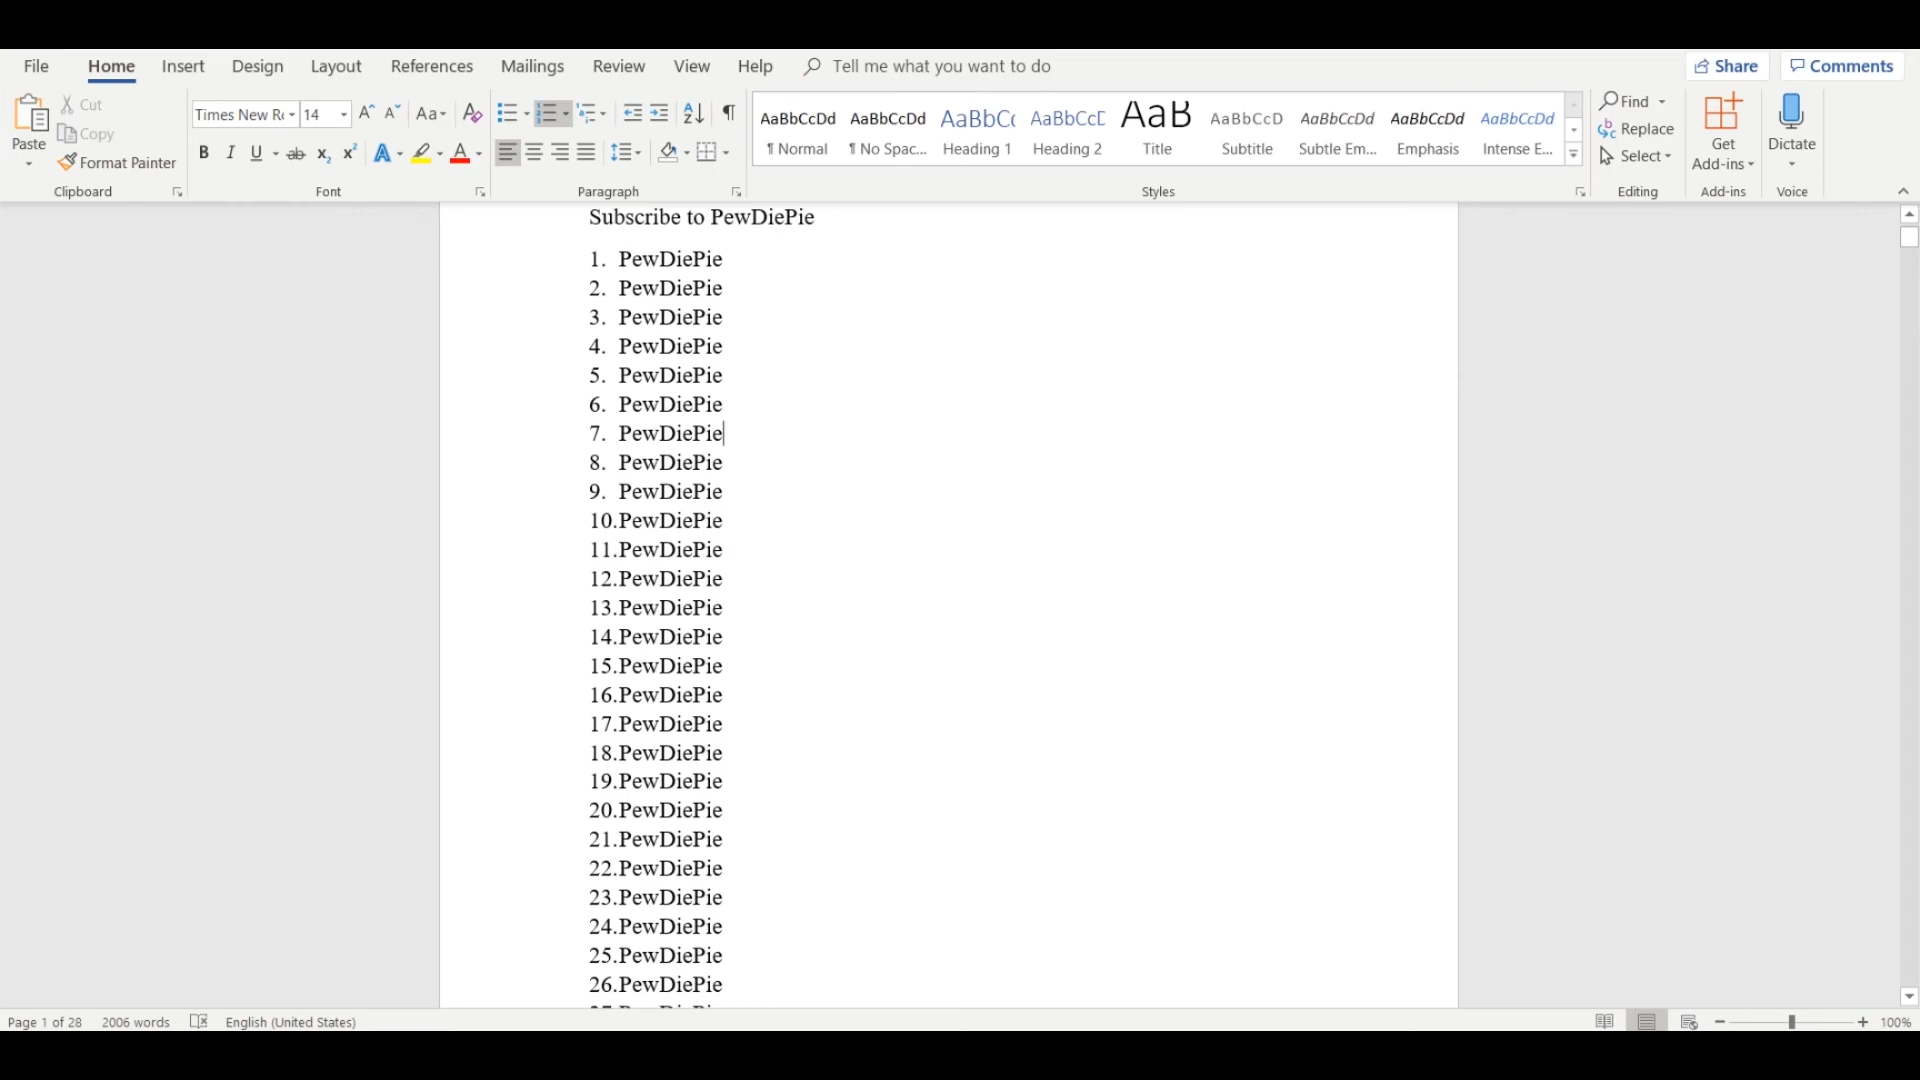 File Home Insert Design Layout References Mailings Review View Help Tell me what you want to do Share Comments
Paste Cut Copy Format Painter
Times New Ro 14 Aa
AaBbCcDd AaBbCcDd AaBbCc AaBbCcD AaB AaBbCcD AaBbCcDd AaBbCcDd AaBbCcDd
¶ Normal ¶ No Spac... Heading 1 Heading 2 Title Subtitle Subtle Em... Emphasis Intense E...
Find Replace Select
Get Add-ins Dictate
Clipboard Font Paragraph Styles Editing Add-ins Voice
Subscribe to PewDiePie
1. PewDiePie
2. PewDiePie
3. PewDiePie
4. PewDiePie
5. PewDiePie
6. PewDiePie
7. PewDiePie
8. PewDiePie
9. PewDiePie
10.PewDiePie
11.PewDiePie
12.PewDiePie
13.PewDiePie
14.PewDiePie
15.PewDiePie
16.PewDiePie
17.PewDiePie
18.PewDiePie
19.PewDiePie
20.PewDiePie
21.PewDiePie
22.PewDiePie
23.PewDiePie
24.PewDiePie
25.PewDiePie
26.PewDiePie
Page 1 of 28 2006 words English (United States) 100%